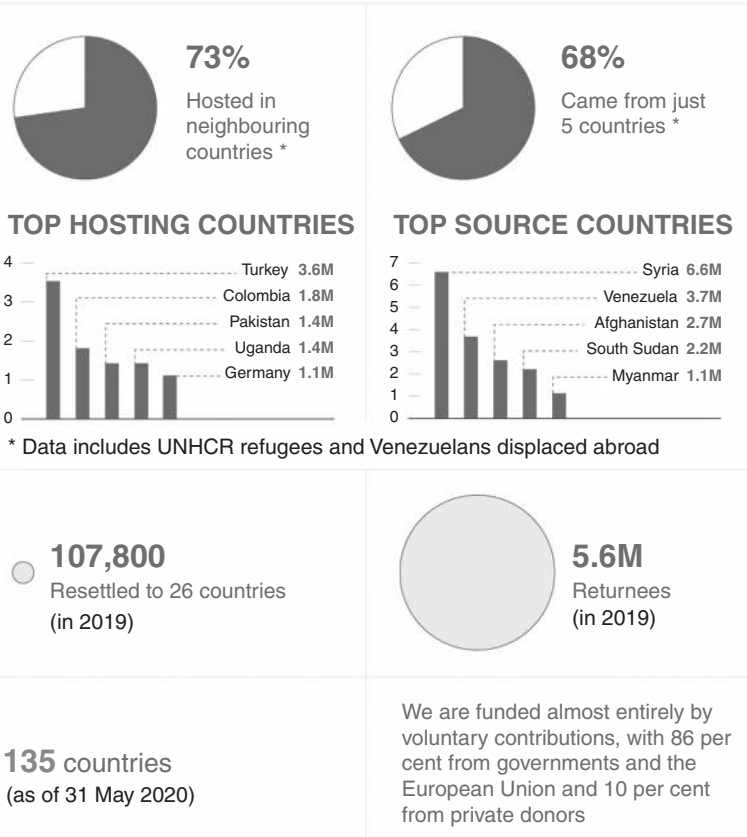 73%
Hosted in
neighbouring
countries *
68%
Came from just
5 countries *
TOP HOSTING COUNTRIES
4
3
2
1
0
Turkey 3.6M
Colombia 1.8M
Pakistan 1.4M
Uganda 1.4M
Germany 1.1M
TOP SOURCE COUNTRIES
7
6
5
4
3
2
1
0
Syria 6.6M
Venezuela 3.7M
Afghanistan 2.7M
South Sudan 2.2M
Myanmar 1.1M
* Data includes UNHCR refugees and Venezuelans displaced abroad
107,800
Resettled to 26 countries
(in 2019)
5.6M
Returnees
(in 2019)
135 countries
(as of 31 May 2020)
We are funded almost entirely by
voluntary contributions, with 86 per
cent from governments and the
European Union and 10 per cent
from private donors